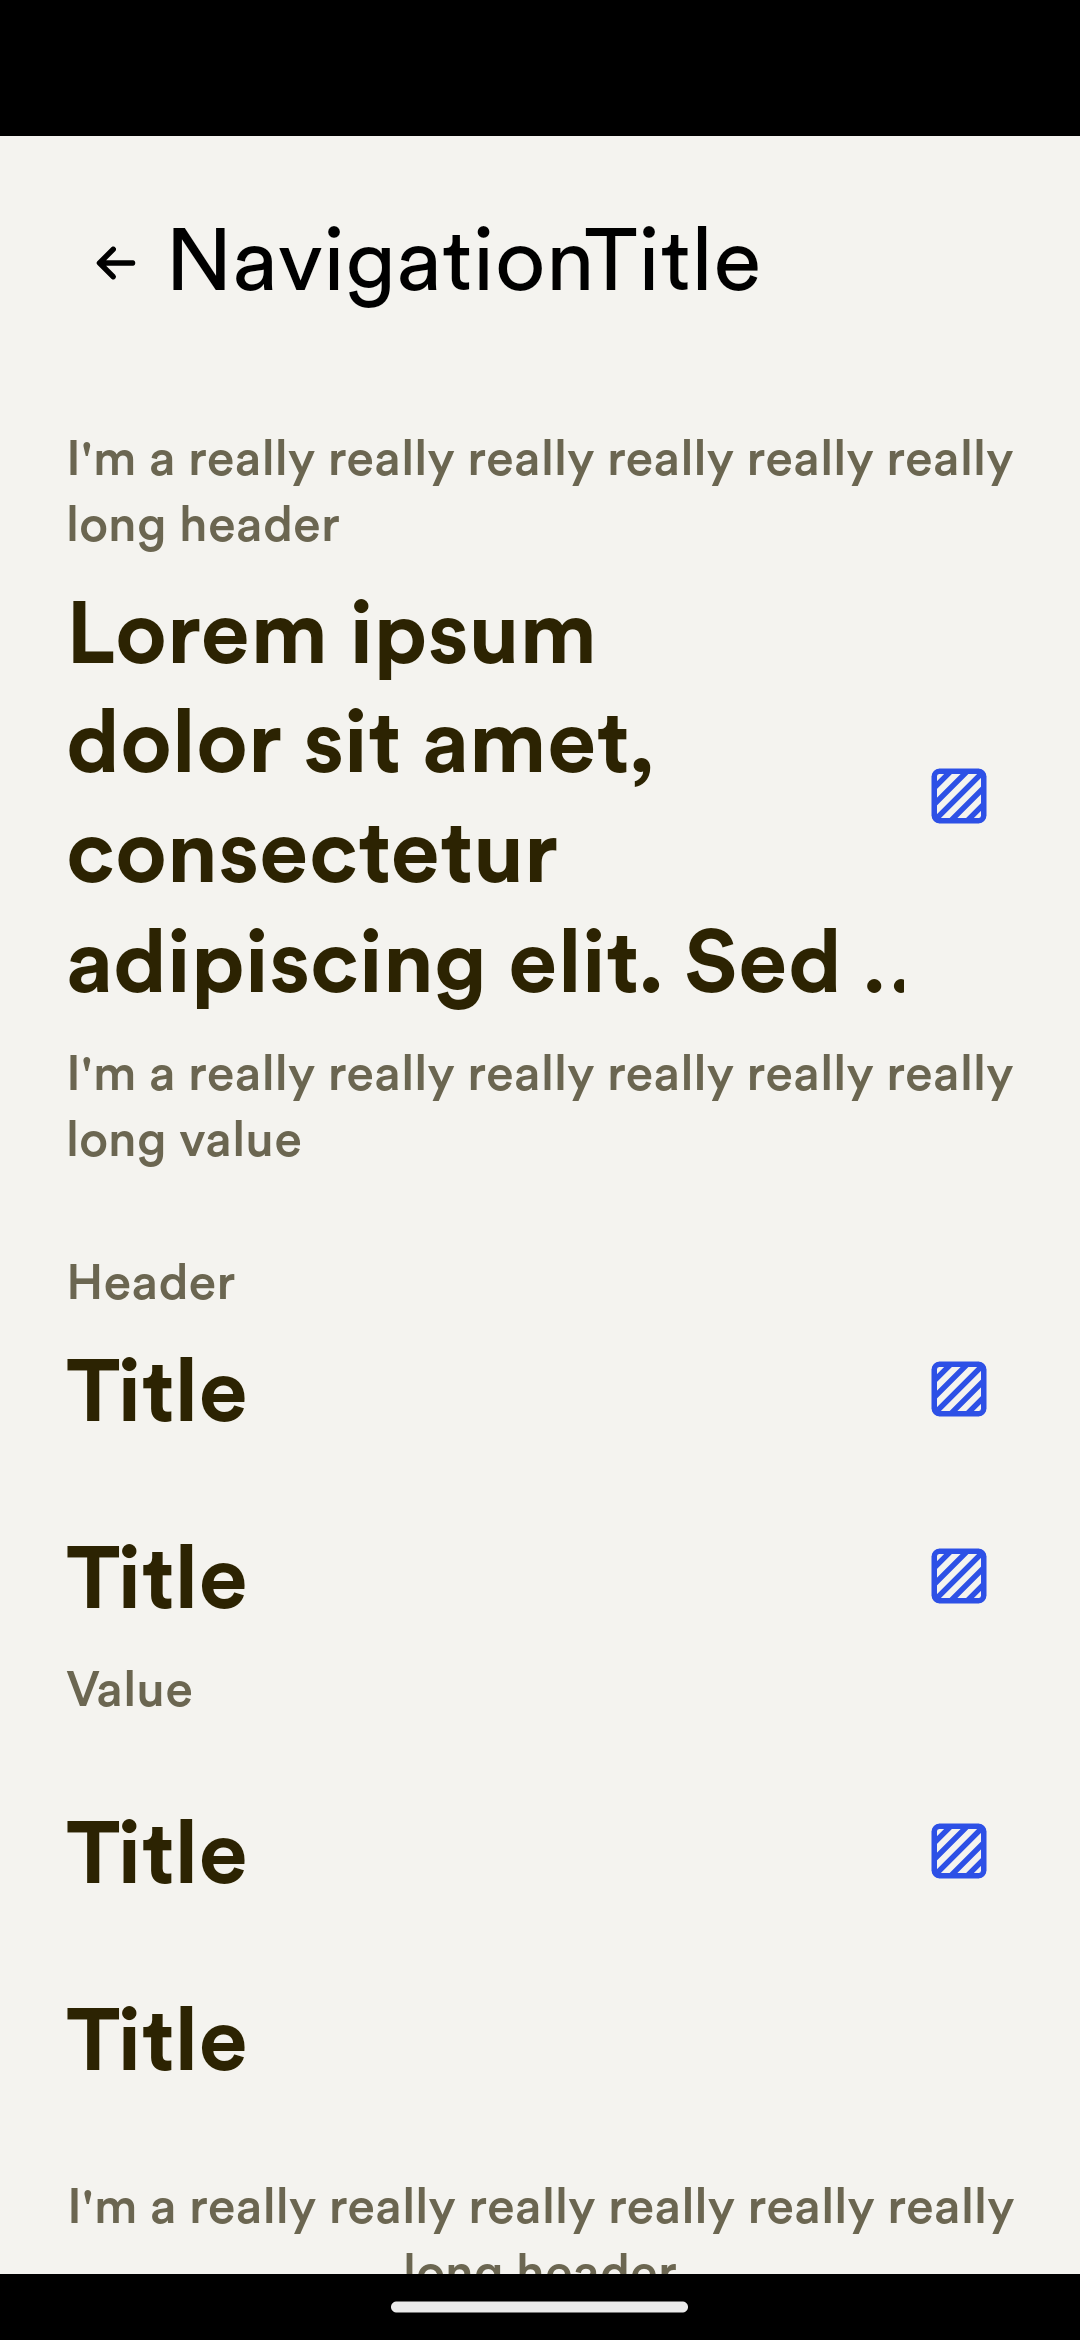 NavigationTitle
I'm a really really really really really really
long header
Lorem ipsum
dolor sit amet,
consectetur
adipiscing elit. Sed ..
I'm a really really really really really really
long value
Header
Title
Title
Value
Title
Title
I'm a really really really really really really
long header